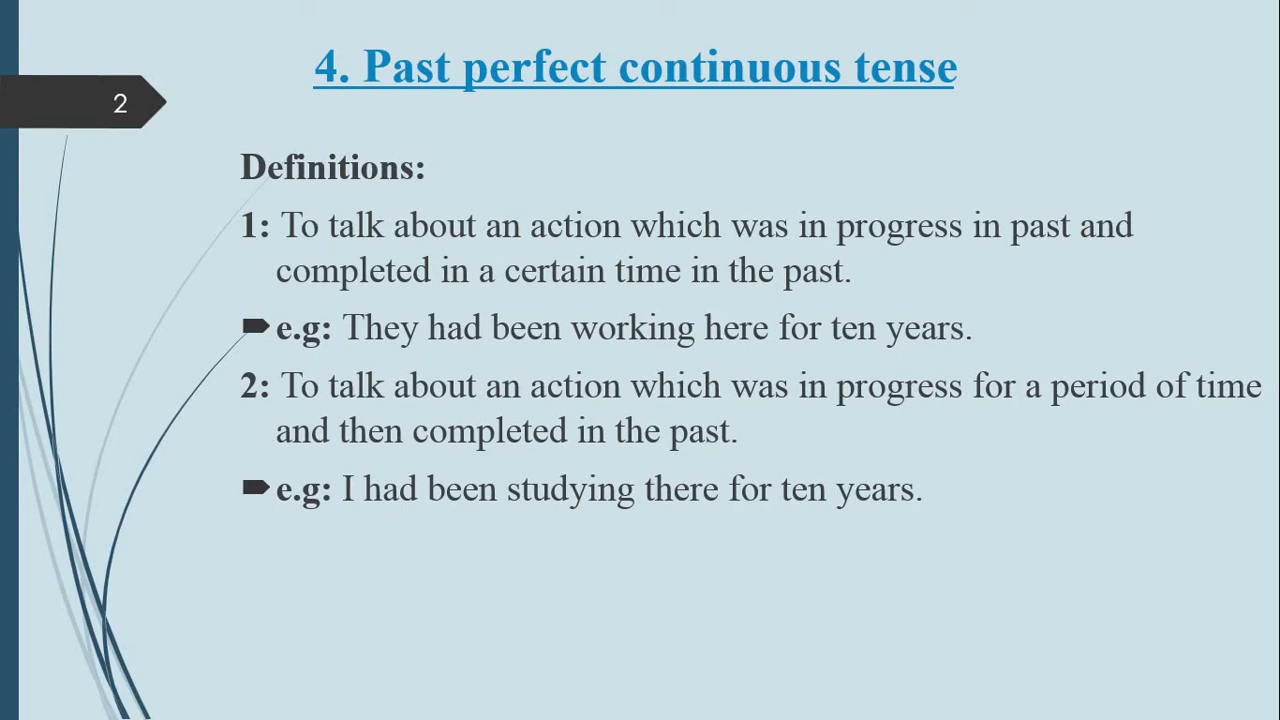 4. Past perfect continuous tense
2
Definitions:
1: To talk about an action which was in progress in past and
completed in a certain time in the past.
e.g: They had been working here for ten years.
2: To talk about an action which was in progress for a period of time
and then completed in the past.
e.g: I had been studying there for ten years.